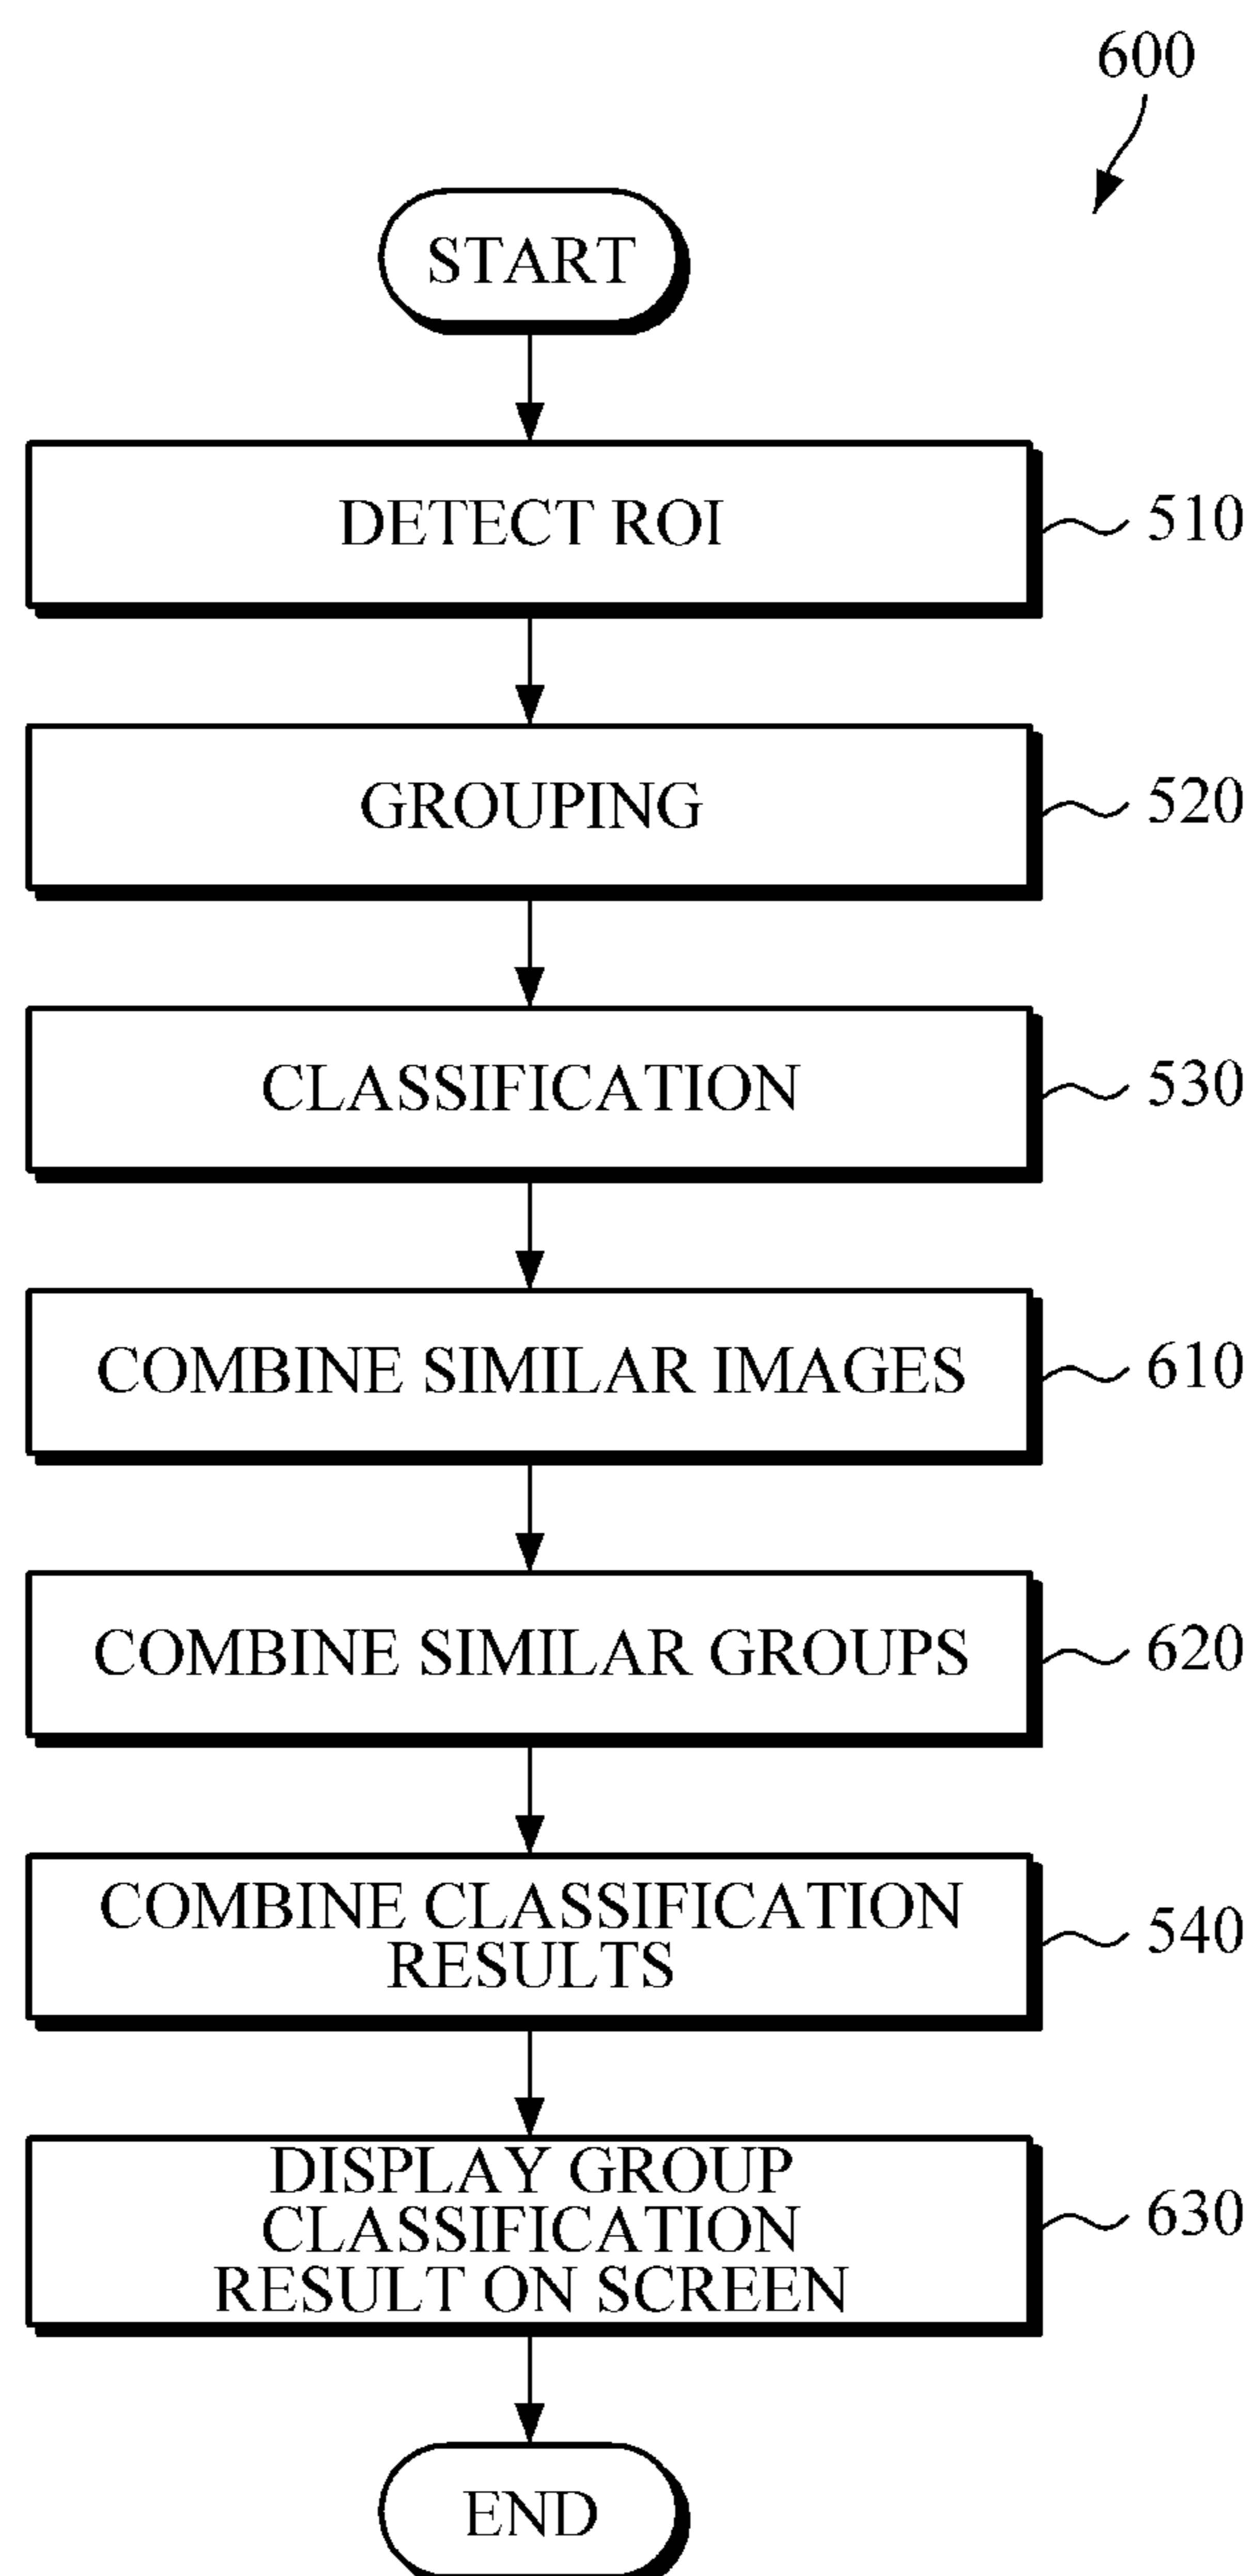 600
START
DETECT ROI
510
GROUPING
520
CLASSIFICATION
530
COMBINE SIMILAR IMAGES
610
COMBINE SIMILAR GROUPS
620
COMBINE CLASSIFICATION
RESULTS
540
DISPLAY GROUP
CLASSIFICATION
RESULT ON SCREEN
630
END